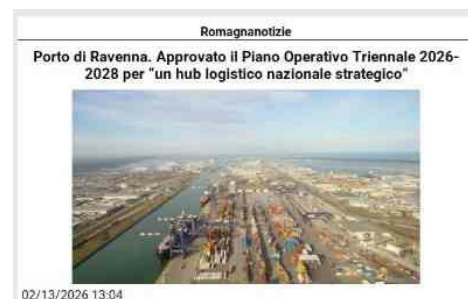 Romagnanotizie
Porto di Ravenna. Approvato il Piano Operativo Triennale 2026-
2028 per "un hub logistico nazionale strategico"
02/13/2026 13:04